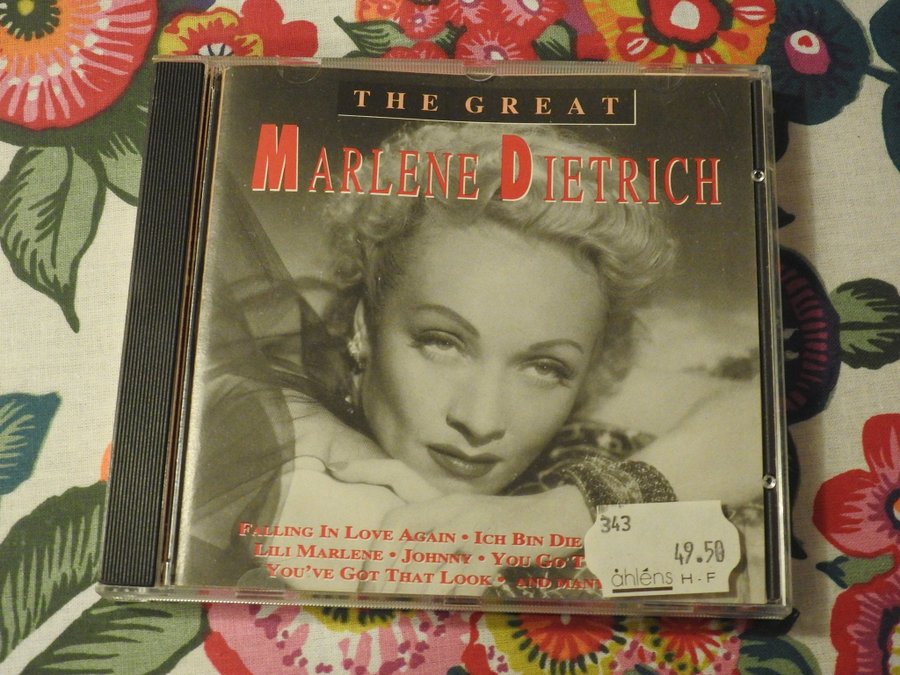 THE GREAT
MARLENE DIETRICH
FALLING IN LOVE AGAIN • ICH BIN DIE
LILI MARLENE • JOHNNY • YOU GO T
YOU'VE GOT THAT LOOK • AND MANY
343
49.50
åhléns H-F